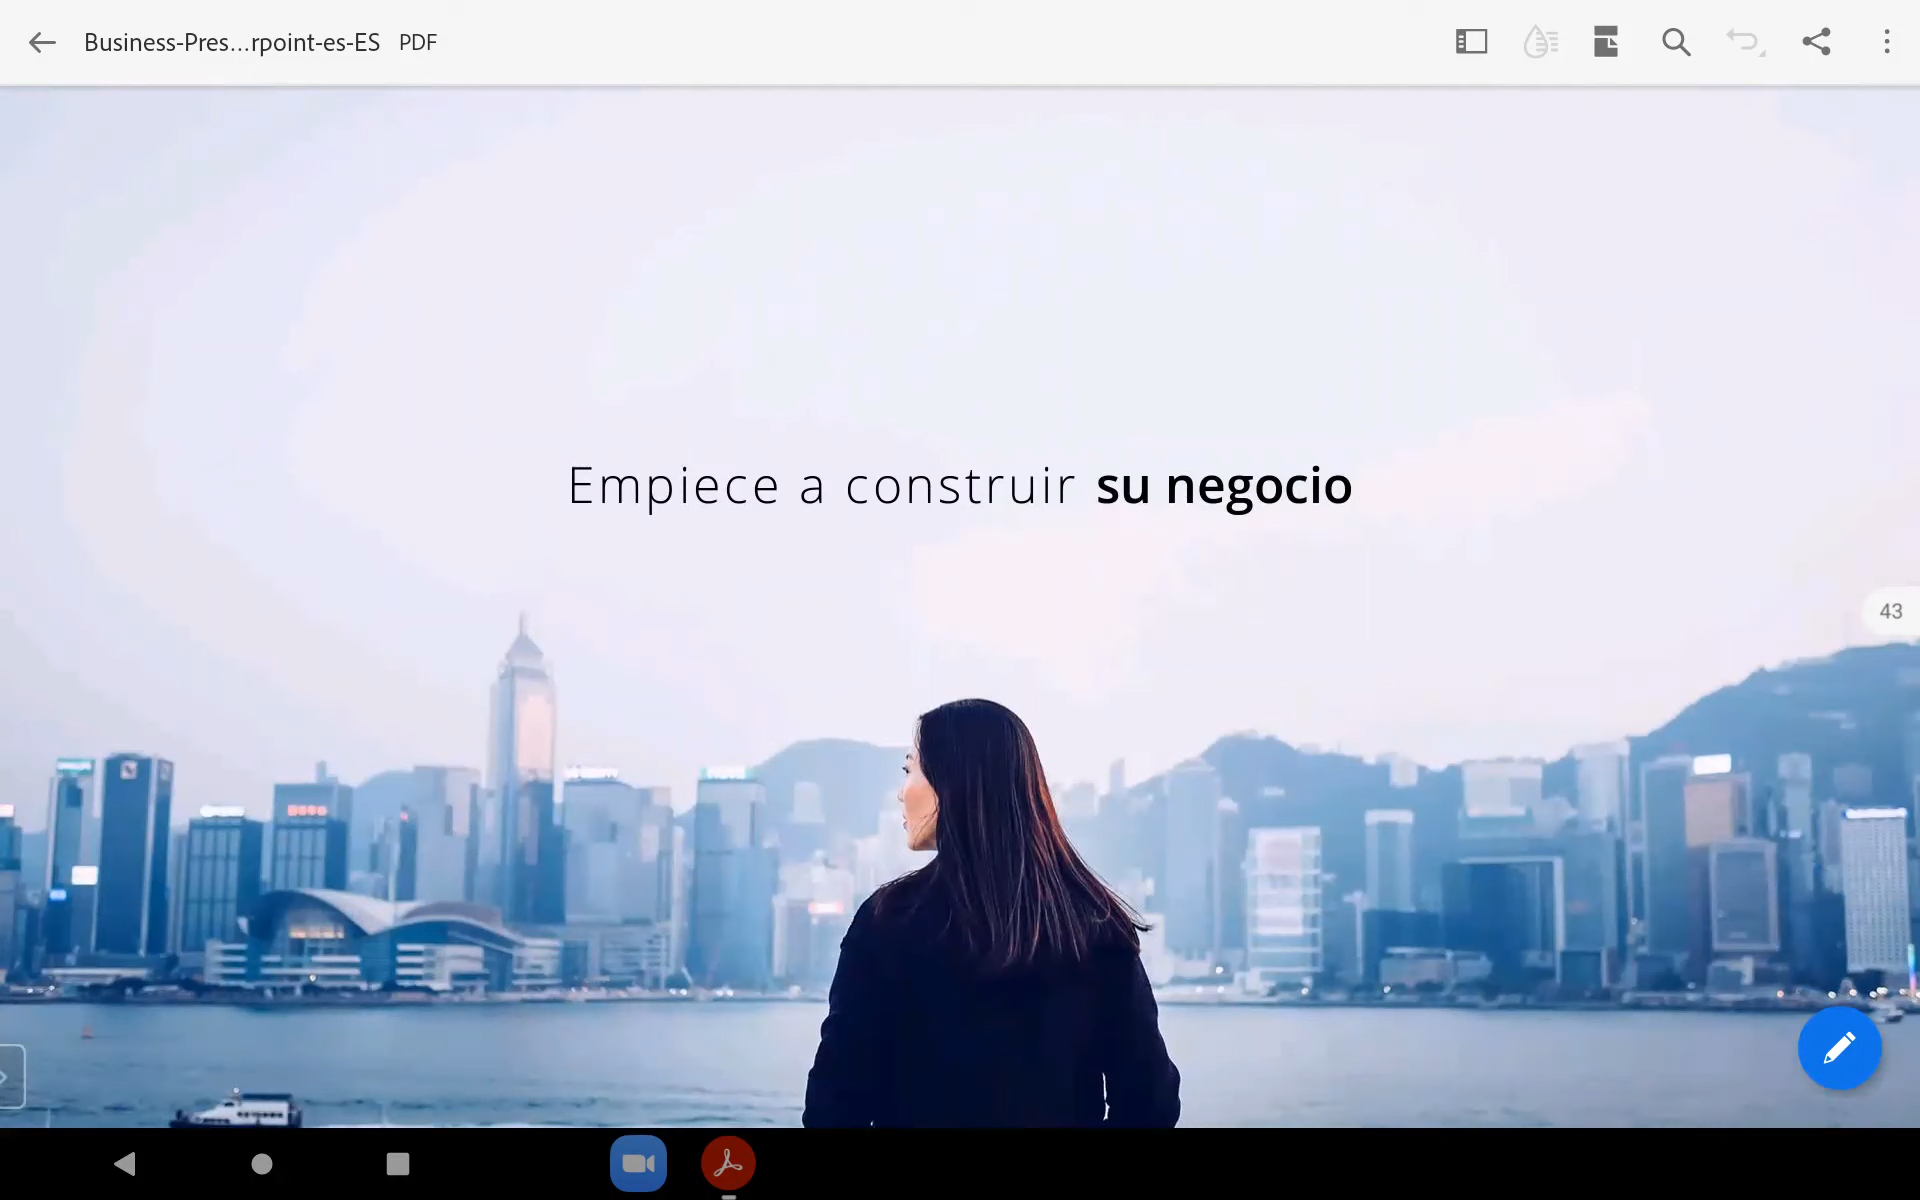 Business-Pres...rpoint-es-ES PDF
Empiece a construir su negocio
43